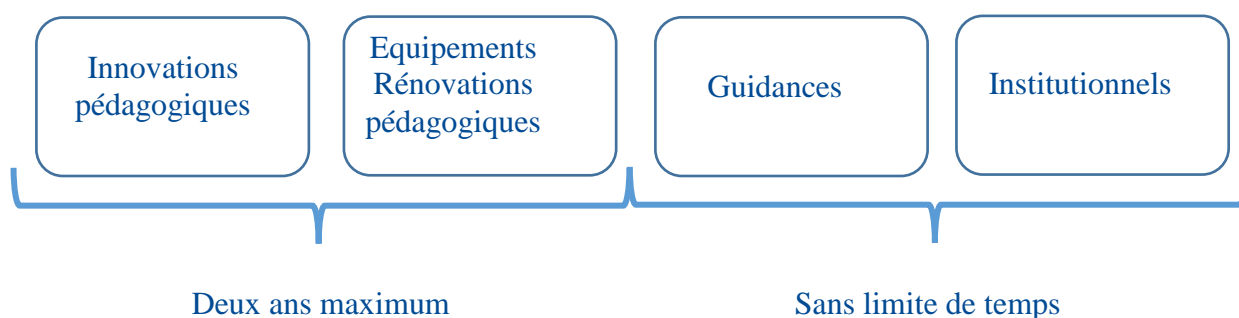 Innovations
pédagogiques
Equipements
Rénovations
pédagogiques
Guidances
Institutionnels
Deux ans maximum
Sans limite de temps